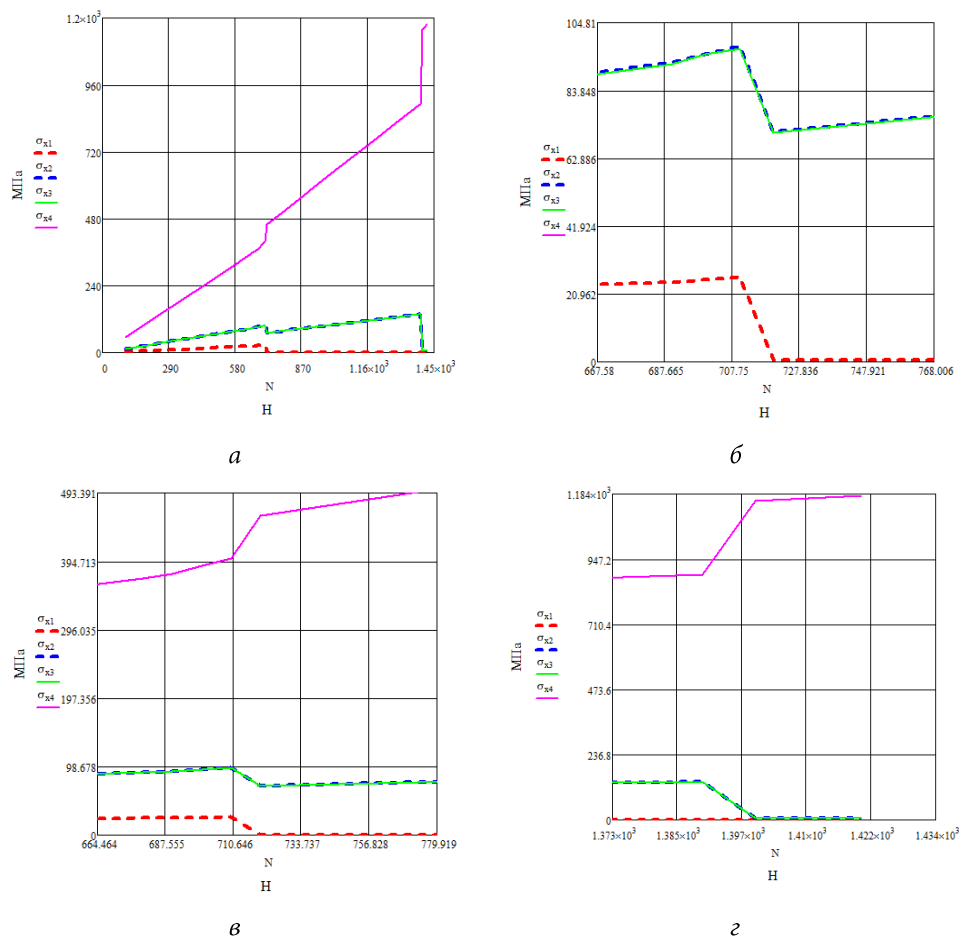 1.2×10³
960
720
480
240
0
МПа
σx1
σx2
σx3
σx4
0
290
580
870
1.16×10³
1.45×10³
N
Н
а
104.81
83.848
62.886
41.924
20.962
0
МПа
σx1
σx2
σx3
σx4
667.58
687.665
707.75
727.836
747.921
768.006
N
Н
б
493.391
394.713
296.035
197.356
98.678
0
МПа
σx1
σx2
σx3
σx4
664.464
687.555
710.646
733.737
756.828
779.919
N
Н
в
1.184×10³
947.2
710.4
473.6
236.8
0
МПа
σx1
σx2
σx3
σx4
1.373×10³
1.385×10³
1.397×10³
1.41×10³
1.422×10³
1.434×10³
N
Н
г